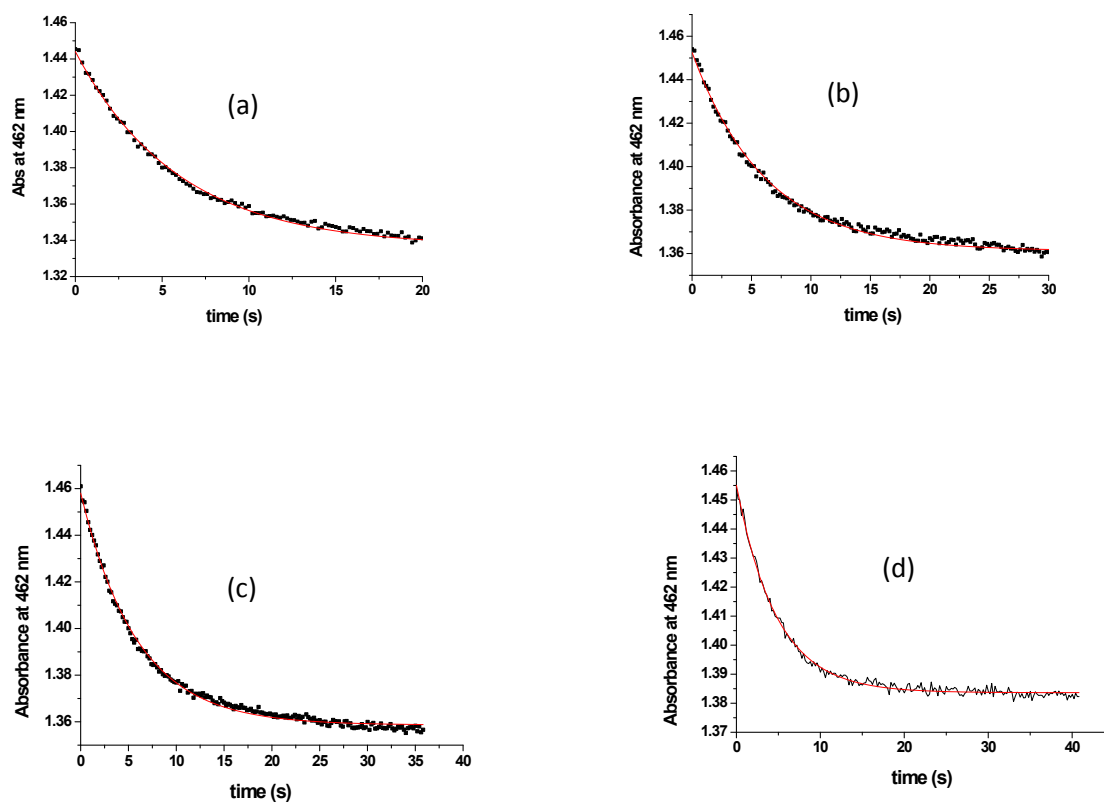 1.46
1.44
1.42
1.40
1.38
1.36
1.34
1.32
Abs at 462 nm
(a)
0 5 10 15 20
time (s)
1.46
1.44
1.42
1.40
1.38
1.36
Absorbance at 462 nm
(b)
0 5 10 15 20 25 30
time (s)
1.46
1.44
1.42
1.40
1.38
1.36
Absorbance at 462 nm
(c)
0 5 10 15 20 25 30 35 40
time (s)
1.46
1.45
1.44
1.43
1.42
1.41
1.40
1.39
1.38
1.37
Absorbance at 462 nm
(d)
0 10 20 30 40
time (s)